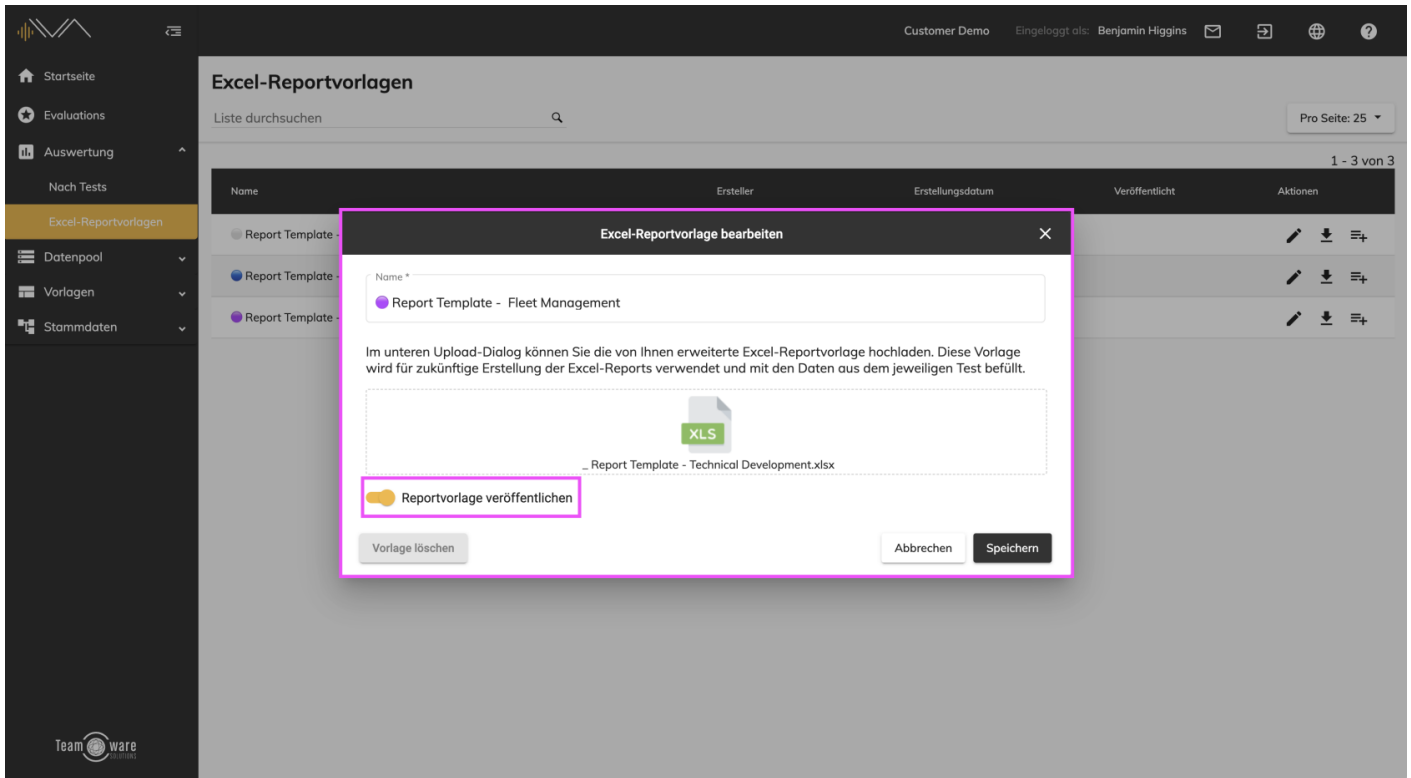 Customer Demo
Eingeloggt als: Benjamin Higgins
Startseite
Evaluations
Auswertung
Nach Tests
Excel-Reportvorlagen
Datenpool
Vorlagen
Stammdaten
Team ware
SOLUTIONS
Excel-Reportvorlagen
Liste durchsuchen
Pro Seite: 25
1 - 3 von 3
Name Ersteller Erstellungsdatum Veröffentlicht Aktionen
Report Template -
Report Template -
Report Template -
Excel-Reportvorlage bearbeiten
Name *
Report Template - Fleet Management
Im unteren Upload-Dialog können Sie die von Ihnen erweiterte Excel-Reportvorlage hochladen. Diese Vorlage
wird für zukünftige Erstellung der Excel-Reports verwendet und mit den Daten aus dem jeweiligen Test befüllt.
XLS
_ Report Template - Technical Development.xlsx
Reportvorlage veröffentlichen
Vorlage löschen
Abbrechen
Speichern